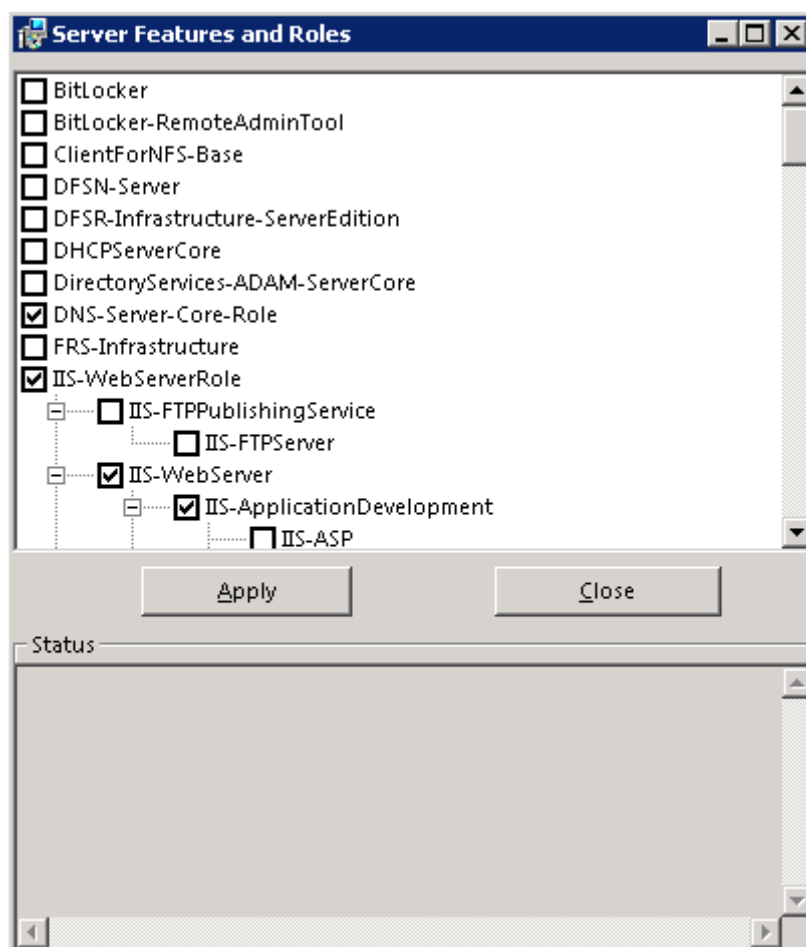 Server Features and Roles
BitLocker
BitLocker-RemoteAdminTool
ClientForNFS-Base
DFSN-Server
DFSR-Infrastructure-ServerEdition
DHCPServerCore
DirectoryServices-ADAM-ServerCore
DNS-Server-Core-Role
FRS-Infrastructure
IIS-WebServerRole
IIS-FTPPublishingService
IIS-FTPServer
IIS-WebServer
IIS-ApplicationDevelopment
IIS-ASP
Apply Close
Status